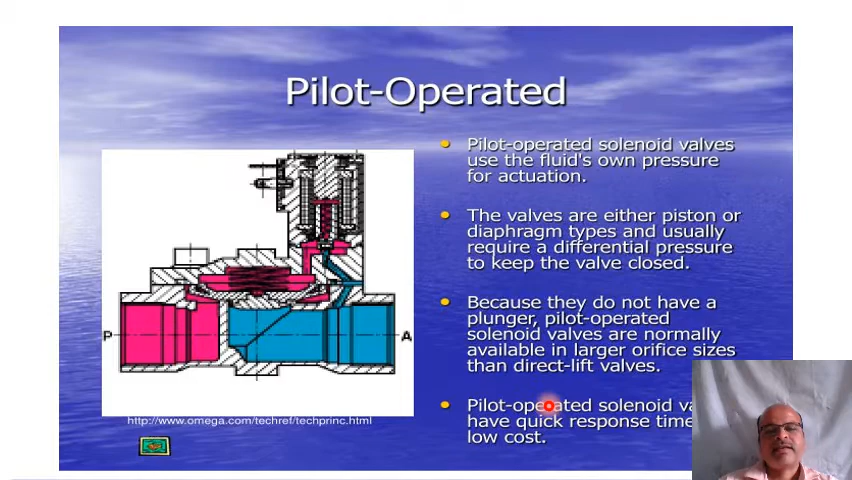 Pilot-Operated
Pilot-operated solenoid valves
use the fluid's own pressure
for actuation.
The valves are either piston or
diaphragm types and usually
require a differential pressure
to keep the valve closed.
Because they do not have a
plunger, pilot-operated
solenoid valves are normally
available in larger orifice sizes
than direct-lift valves.
Pilot-operated solenoid
have quick response time
low cost.
P
A
http://www.omega.com/techref/techprinc.html